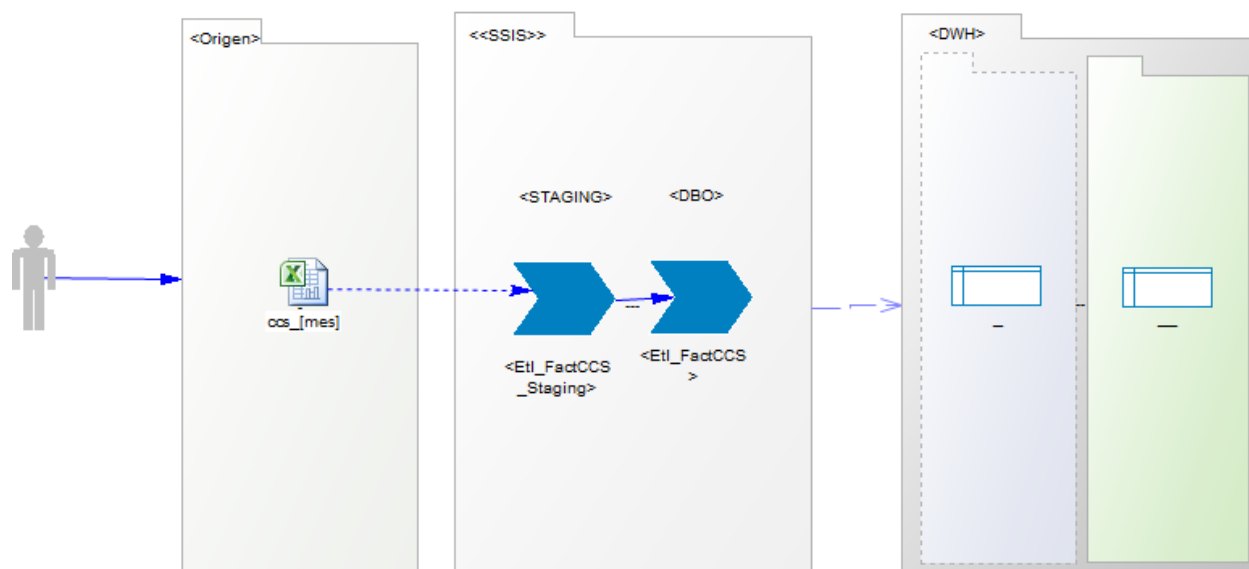 <Origen>
<<SSIS>>
<DWH>
<STAGING>
<DBO>
ccs_[mes]
<Etl_FactCCS
_Staging>
<Etl_FactCCS
>